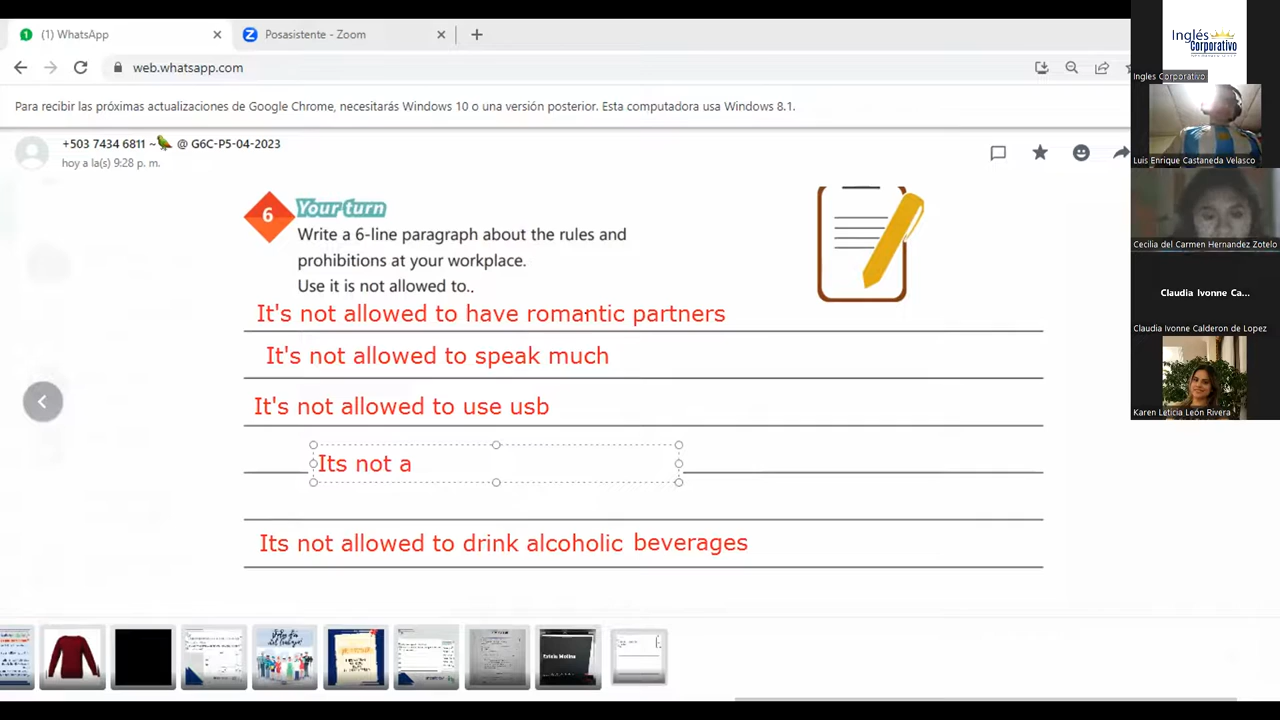 (1) WhatsApp
Posasistente - Zoom
web.whatsapp.com
Para recibir las próximas actualizaciones de Google Chrome, necesitarás Windows 10 o una versión posterior. Esta computadora usa Windows 8.1.
+503 7434 6811 ~🦜 @ G6C-P5-04-2023
hoy a la(s) 9:28 p. m.
6 Your turn
Write a 6-line paragraph about the rules and
prohibitions at your workplace.
Use it is not allowed to..
It's not allowed to have romantic partners
It's not allowed to speak much
It's not allowed to use usb
Its not a
Its not allowed to drink alcoholic beverages
Inglés
Corporativo
Ingles Corporativo
Luis Enrique Castaneda Velasco
Cecilia del Carmen Hernandez Zotelo
Claudia Ivonne Ca...
Claudia Ivonne Calderon de Lopez
Karen Leticia León Rivera
Estela Molina